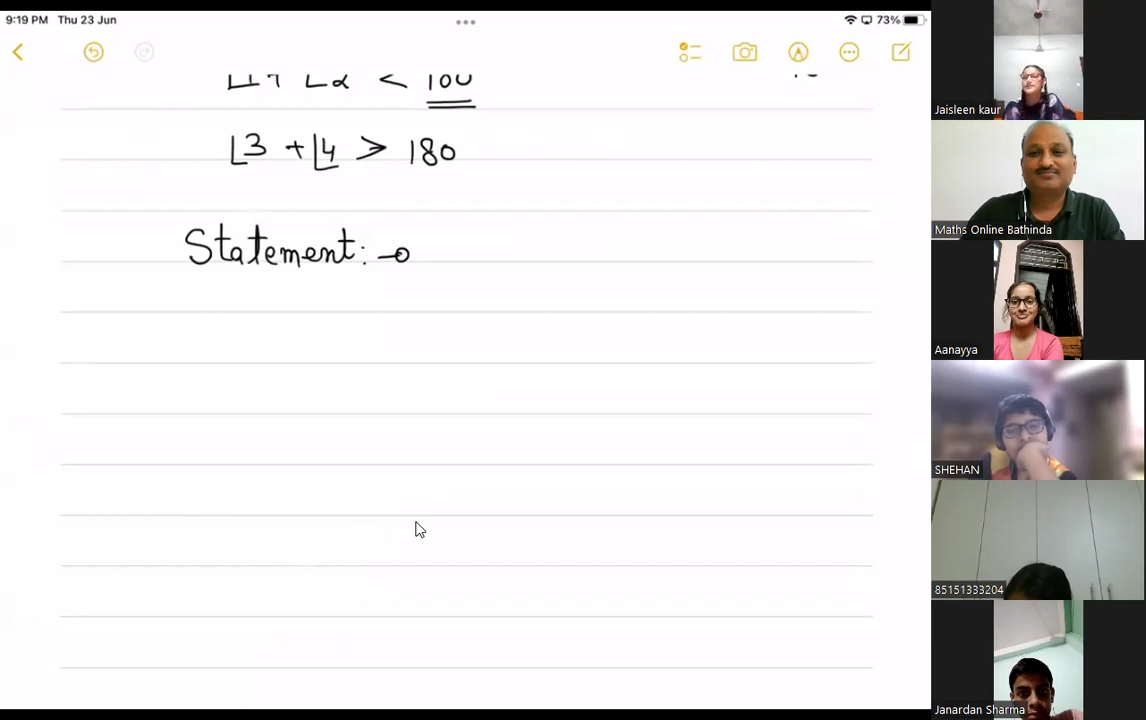 9:19 PM Thu 23 Jun
73%
< 100
∟3 + ∟4 > 180
Statement: →
Jaisleen kaur
Maths Online Bathinda
Aanayya
SHEHAN
85151333204
Janardan Sharma